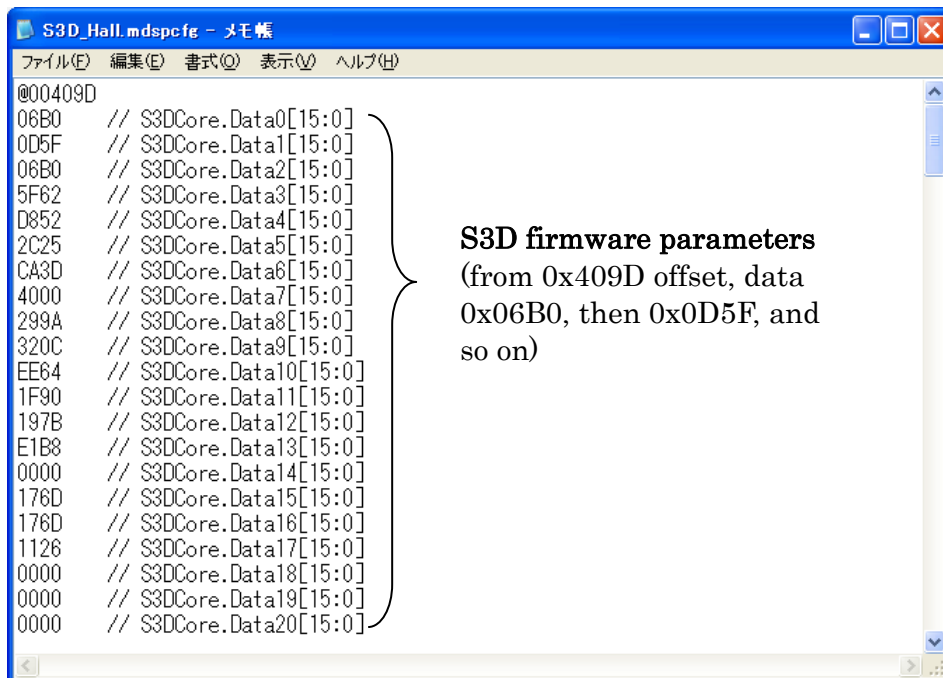 S3D_Hall.mdspcfg - メモ帳
ファイル(F) 編集(E) 書式(O) 表示(V) ヘルプ(H)
@00409D
06B0 // S3DCore.Data0[15:0]
0D5F // S3DCore.Data1[15:0]
06B0 // S3DCore.Data2[15:0]
5F62 // S3DCore.Data3[15:0]
D852 // S3DCore.Data4[15:0]
2C25 // S3DCore.Data5[15:0]
CA3D // S3DCore.Data6[15:0]
4000 // S3DCore.Data7[15:0]
299A // S3DCore.Data8[15:0]
320C // S3DCore.Data9[15:0]
EE64 // S3DCore.Data10[15:0]
1F90 // S3DCore.Data11[15:0]
197B // S3DCore.Data12[15:0]
E1B8 // S3DCore.Data13[15:0]
0000 // S3DCore.Data14[15:0]
176D // S3DCore.Data15[15:0]
176D // S3DCore.Data16[15:0]
1126 // S3DCore.Data17[15:0]
0000 // S3DCore.Data18[15:0]
0000 // S3DCore.Data19[15:0]
0000 // S3DCore.Data20[15:0]
S3D firmware parameters
(from 0x409D offset, data
0x06B0, then 0x0D5F, and
so on)